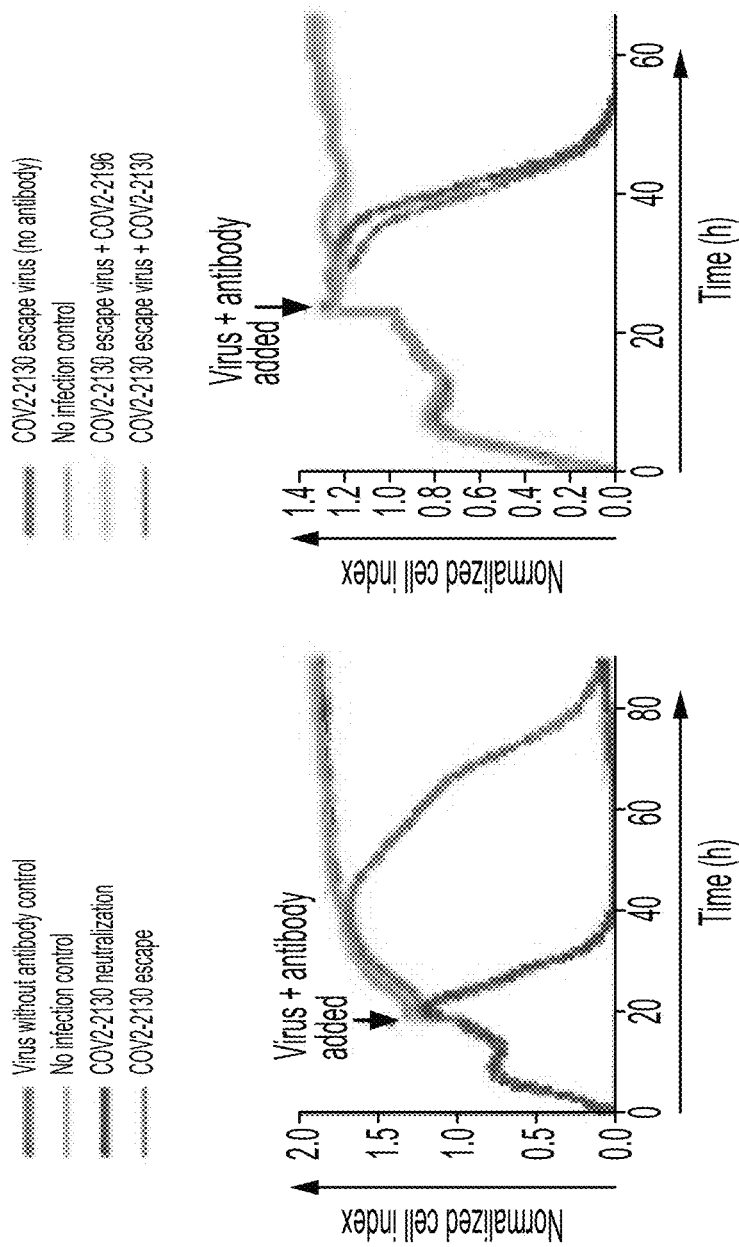 Virus without antibody control
No infection control
COV2-2130 neutralization
COV2-2130 escape
Virus + antibody
added
Normalized cell index
2.0
1.5
1.0
0.5
0.0
0
20
40
60
80
Time (h)
COV2-2130 escape virus (no antibody)
No infection control
COV2-2130 escape virus + COV2-2196
COV2-2130 escape virus + COV2-2130
Virus + antibody
added
Normalized cell index
1.4
1.2
1.0
0.8
0.6
0.4
0.2
0.0
0
20
40
60
Time (h)